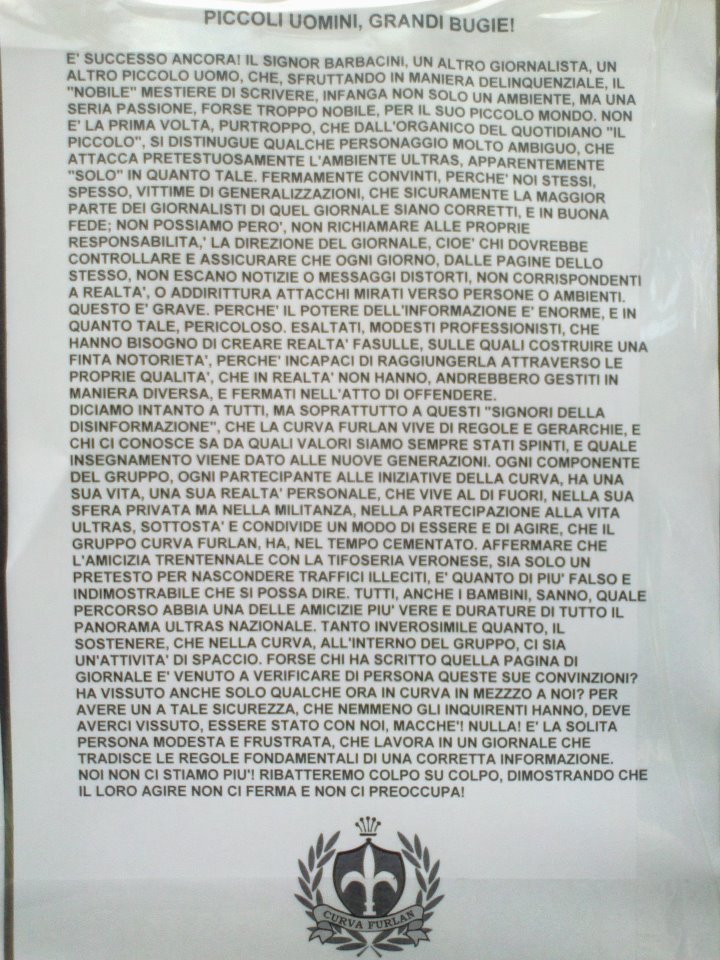 PICCOLI UOMINI, GRANDI BUGIE!
E' SUCCESSO ANCORA! IL SIGNOR BARBACINI, UN ALTRO GIORNALISTA, UN
ALTRO PICCOLO UOMO, CHE, SFRUTTANDO IN MANIERA DELINQUENZIALE, IL
"NOBILE" MESTIERE DI SCRIVERE, INFANGA NON SOLO UN AMBIENTE, MA UNA
SERIA PASSIONE, FORSE TROPPO NOBILE, PER IL SUO PICCOLO MONDO. NON
E' LA PRIMA VOLTA, PURTROPPO, CHE DALL'ORGANICO DEL QUOTIDIANO "IL
PICCOLO", SI DISTINGUE QUALCHE PERSONAGGIO MOLTO AMBIGUO, CHE
ATTACCA PRETESTUOSAMENTE L'AMBIENTE ULTRAS, APPARENTEMENTE
"SOLO" IN QUANTO TALE. FERMAMENTE CONVINTI, PERCHE' NOI STESSI,
SPESSO, VITTIME DI GENERALIZZAZIONI, CHE SICURAMENTE LA MAGGIOR
PARTE DEI GIORNALISTI DI QUEL GIORNALE SIANO CORRETTI, E IN BUONA
FEDE; NON POSSIAMO PERO', NON RICHIAMARE ALLE PROPRIE
RESPONSABILITA,' LA DIREZIONE DEL GIORNALE, CIOE' CHI DOVREBBE
CONTROLLARE E ASSICURARE CHE OGNI GIORNO, DALLE PAGINE DELLO
STESSO, NON ESCANO NOTIZIE O MESSAGGI DISTORTI, NON CORRISPONDENTI
A REALTA', O ADDIRITTURA ATTACCHI MIRATI VERSO PERSONE O AMBIENTI.
QUESTO E' GRAVE. PERCHE' IL POTERE DELL'INFORMAZIONE E' ENORME, E IN
QUANTO TALE, PERICOLOSO. ESALTATI, MODESTI PROFESSIONISTI, CHE
HANNO BISOGNO DI CREARE REALTA' FASULLE, SULLE QUALI COSTRUIRE UNA
FINTA NOTORIETA', PERCHE' INCAPACI DI RAGGIUNGERLA ATTRAVERSO LE
PROPRIE QUALITA', CHE IN REALTA' NON HANNO, ANDREBBERO GESTITI IN
MANIERA DIVERSA, E FERMATI NELL'ATTO DI OFFENDERE.
DICIAMO INTANTO A TUTTI, MA SOPRATTUTTO A QUESTI "SIGNORI DELLA
DISINFORMAZIONE", CHE LA CURVA FURLAN VIVE DI REGOLE E GERARCHIE, E
CHI CI CONOSCE SA DA QUALI VALORI SIAMO SEMPRE STATI SPINTI, E QUALE
INSEGNAMENTO VIENE DATO ALLE NUOVE GENERAZIONI. OGNI COMPONENTE
DEL GRUPPO, OGNI PARTECIPANTE ALLE INIZIATIVE DELLA CURVA, HA UNA
SUA VITA, UNA SUA REALTA' PERSONALE, CHE VIVE AL DI FUORI, NELLA SUA
SFERA PRIVATA MA NELLA MILITANZA, NELLA PARTECIPAZIONE ALLA VITA
ULTRAS, SOTTOSTA' E CONDIVIDE UN MODO DI ESSERE E DI AGIRE, CHE IL
GRUPPO CURVA FURLAN, HA, NEL TEMPO CEMENTATO. AFFERMARE CHE
L'AMICIZIA TRENTENNALE CON LA TIFOSERIA VERONESE, SIA SOLO UN
PRETESTO PER NASCONDERE TRAFFICI ILLECITI, E' QUANTO DI PIU' FALSO E
INDIMOSTRABILE CHE SI POSSA DIRE. TUTTI, ANCHE I BAMBINI, SANNO, QUALE
PERCORSO ABBIA UNA DELLE AMICIZIE PIU' VERE E DURATURE DI TUTTO IL
PANORAMA ULTRAS NAZIONALE. TANTO INVEROSIMILE QUANTO, IL
SOSTENERE, CHE NELLA CURVA, ALL'INTERNO DEL GRUPPO, CI SIA
UN'ATTIVITA' DI SPACCIO. FORSE CHI HA SCRITTO QUELLA PAGINA DI
GIORNALE E' VENUTO A VERIFICARE DI PERSONA QUESTE SUE CONVINZIONI?
HA VISSUTO ANCHE SOLO QUALCHE ORA IN CURVA IN MEZZZO A NOI? PER
AVERE UN A TALE SICUREZZA, CHE NEMMENO GLI INQUIRENTI HANNO, DEVE
AVERCI VISSUTO, ESSERE STATO CON NOI, MACCHE'! NULLA! E' LA SOLITA
PERSONA MODESTA E FRUSTRATA, CHE LAVORA IN UN GIORNALE CHE
TRADISCE LE REGOLE FONDAMENTALI DI UNA CORRETTA INFORMAZIONE.
NOI NON CI STIAMO PIU'! RIBATTEREMO COLPO SU COLPO, DIMOSTRANDO CHE
IL LORO AGIRE NON CI FERMA E NON CI PREOCCUPA!
CURVA FURLAN